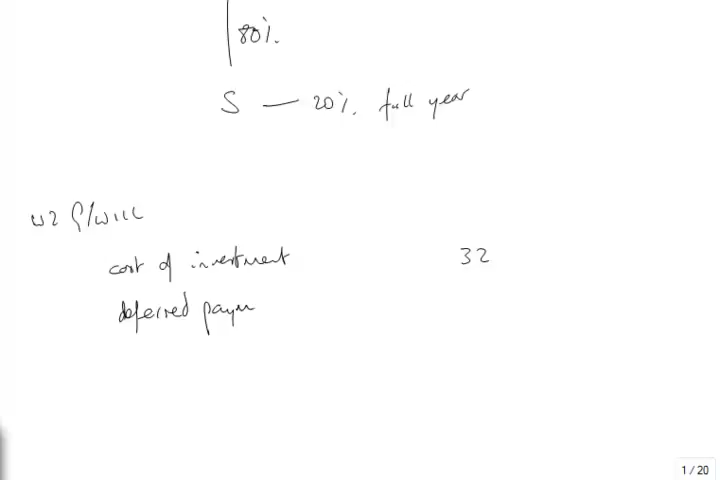 80%.
S — 20%. full year
W2 G/WILL
cost of investment 32
deferred paym
1 / 20